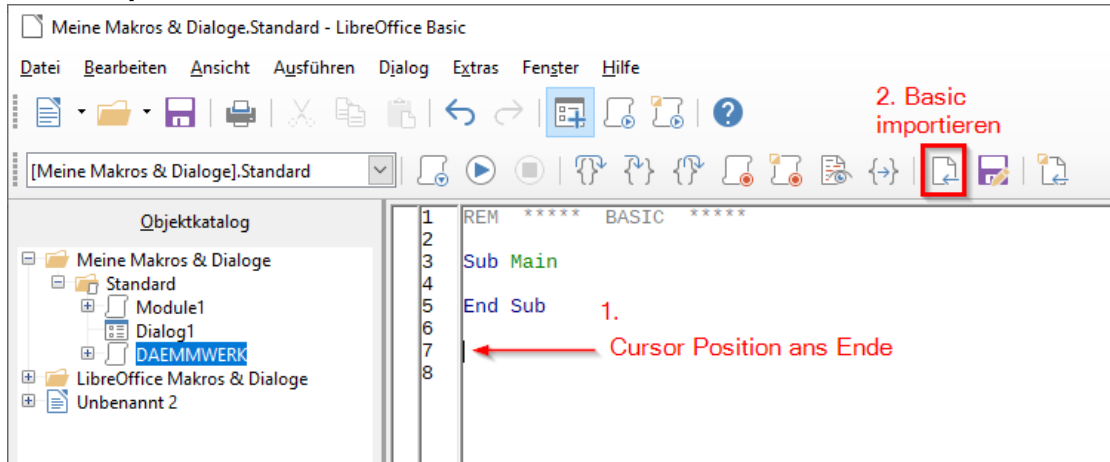 Meine Makros & Dialoge.Standard - LibreOffice Basic
Datei Bearbeiten Ansicht Ausführen Dialog Extras Fenster Hilfe
2. Basic
importieren
[Meine Makros & Dialoge].Standard
Objektkatalog
Meine Makros & Dialoge
Standard
Module1
Dialog1
DAEMMWERK
LibreOffice Makros & Dialoge
Unbenannt 2
1 REM ***** BASIC *****
2
3 Sub Main
4
5 End Sub
6
7
8
1.
Cursor Position ans Ende